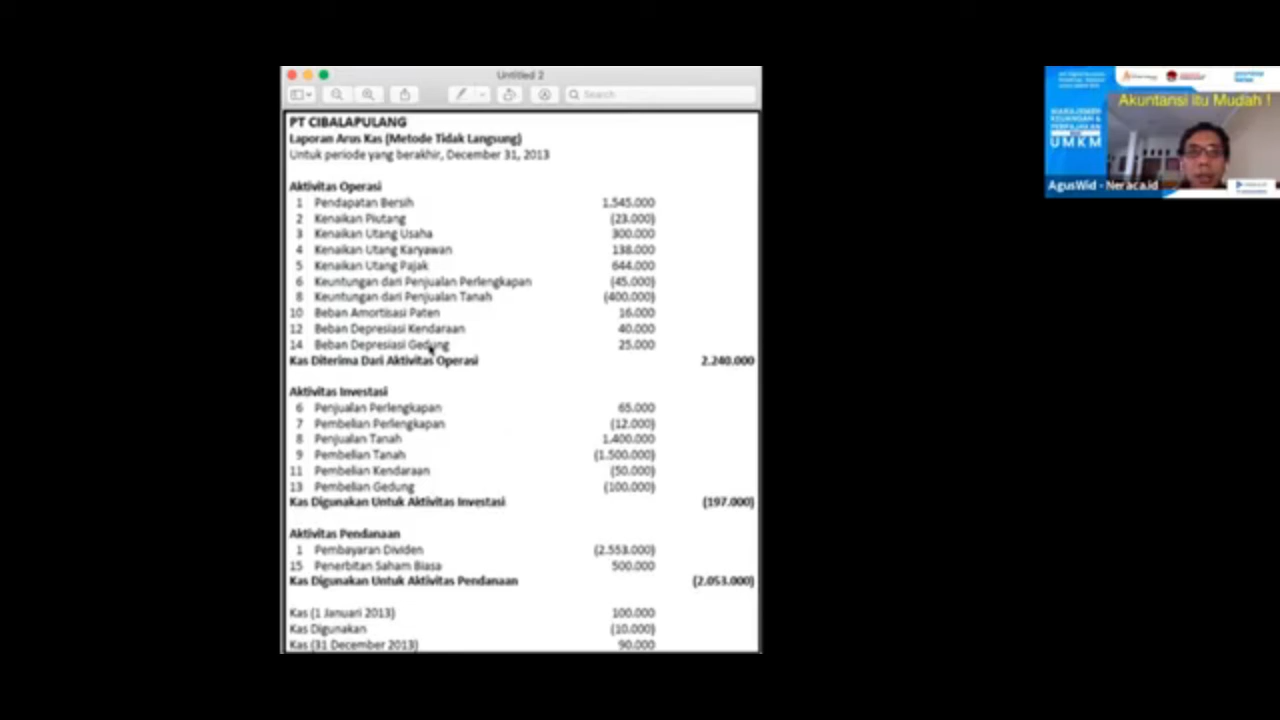 Untitled 2
Search
PT CIBALAPULANG
Laporan Arus Kas (Metode Tidak Langsung)
Untuk periode yang berakhir, December 31, 2013
Aktivitas Operasi
1 Pendapatan Bersih 1.545.000
2 Kenaikan Piutang (23.000)
3 Kenaikan Utang Usaha 300.000
4 Kenaikan Utang Karyawan 138.000
5 Kenaikan Utang Pajak 644.000
6 Keuntungan dari Penjualan Perlengkapan (45.000)
8 Keuntungan dari Penjualan Tanah (400.000)
10 Beban Amortisasi Paten 16.000
12 Beban Depresiasi Kendaraan 40.000
14 Beban Depresiasi Gedung 25.000
Kas Diterima Dari Aktivitas Operasi 2.240.000
Aktivitas Investasi
6 Penjualan Perlengkapan 65.000
7 Pembelian Perlengkapan (12.000)
8 Penjualan Tanah 1.400.000
9 Pembelian Tanah (1.500.000)
11 Pembelian Kendaraan (50.000)
13 Pembelian Gedung (100.000)
Kas Digunakan Untuk Aktivitas Investasi (197.000)
Aktivitas Pendanaan
1 Pembayaran Dividen (2.553.000)
15 Penerbitan Saham Biasa 500.000
Kas Digunakan Untuk Aktivitas Pendanaan (2.053.000)
Kas (1 Januari 2013) 100.000
Kas Digunakan (10.000)
Kas (31 December 2013) 90.000
Akuntansi itu Mudah !
MANAJEMEN
KEUANGAN &
PERPAJAKAN
UMKM
AgusWid - Neraca.id